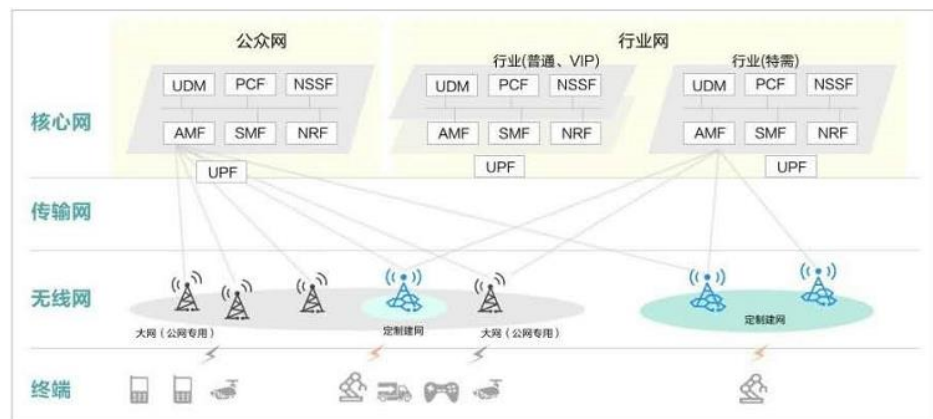 公众网
行业网
行业(普通、VIP)
行业(特需)
UDM PCF NSSF
UDM PCF NSSF
UDM PCF NSSF
核心网
AMF SMF NRF
AMF SMF NRF
AMF SMF NRF
UPF
UPF
UPF
传输网
无线网
大网（公网专用）
定制建网
大网（公网专用）
定制建网
终端